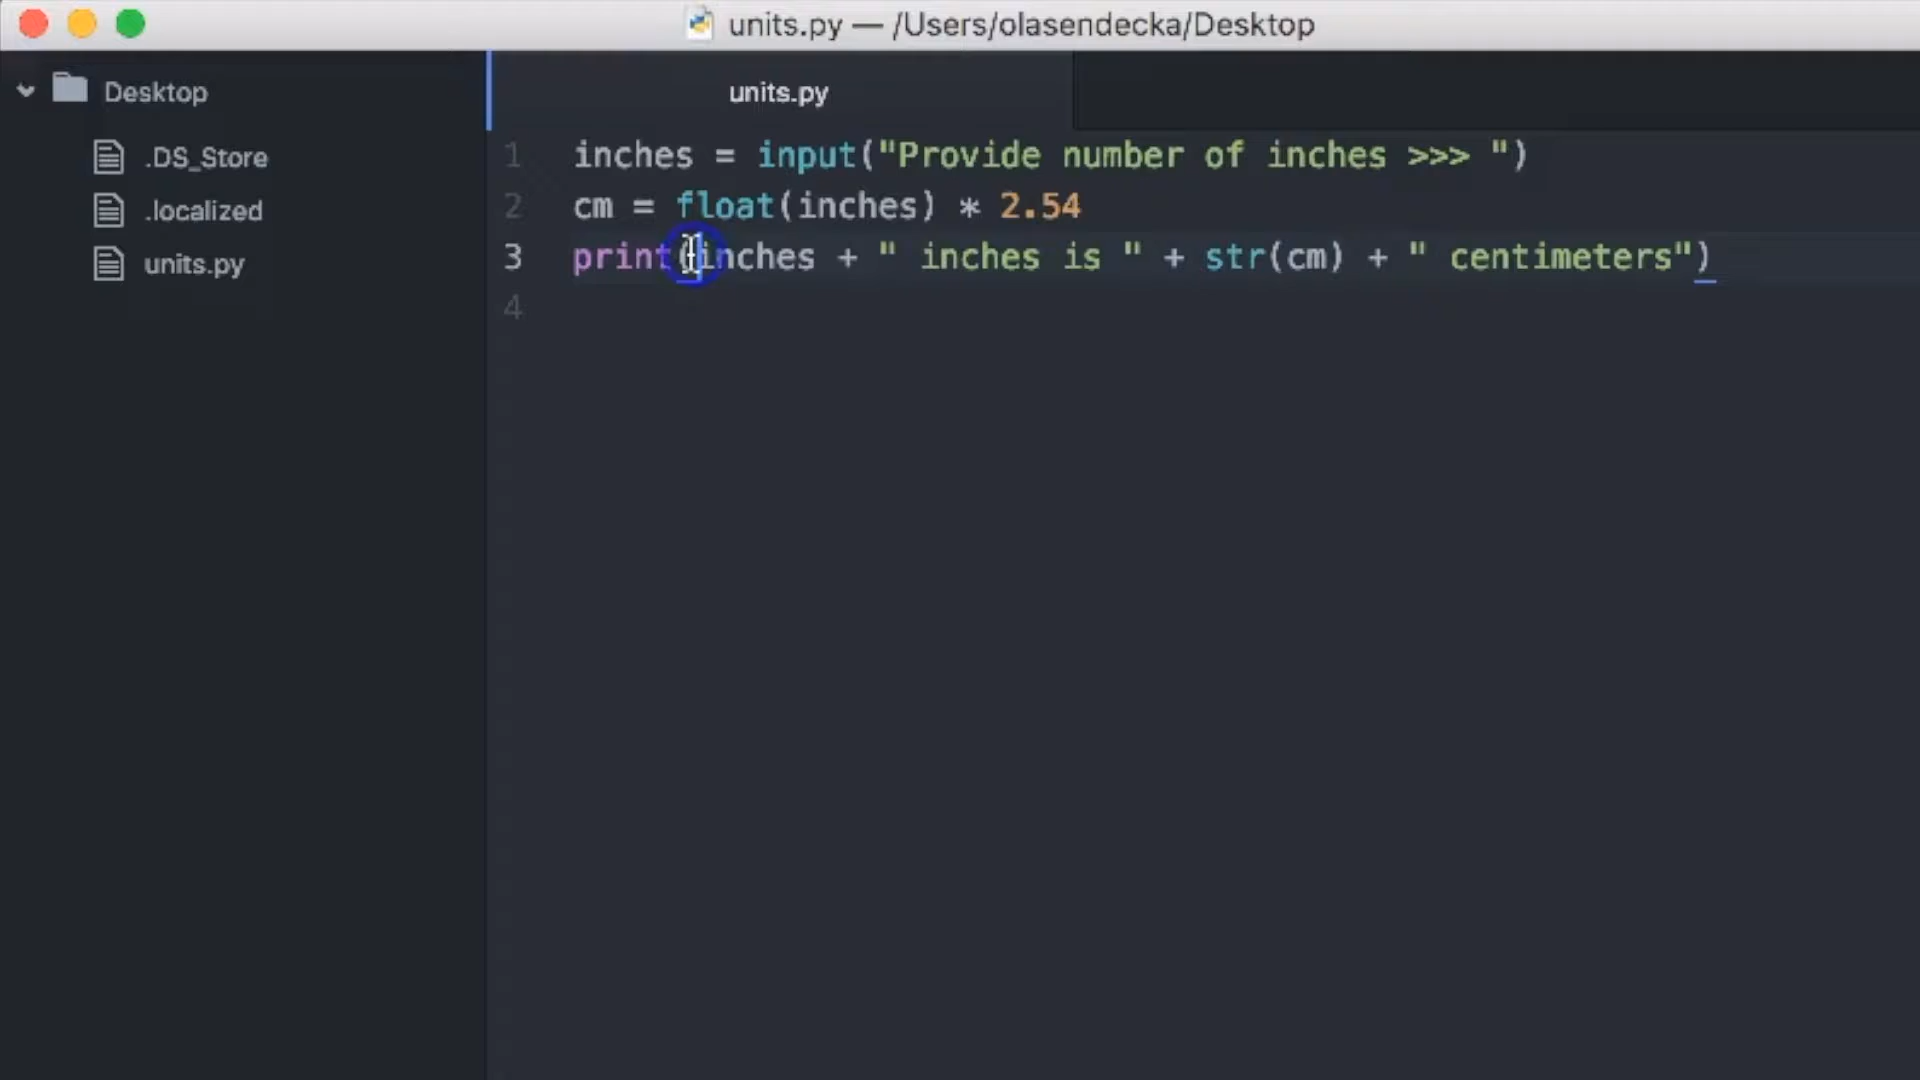 units.py — /Users/olasendecka/Desktop
Desktop
.DS_Store
.localized
units.py
units.py
1 inches = input("Provide number of inches >>> ")
2 cm = float(inches) * 2.54
3 print(inches + " inches is " + str(cm) + " centimeters")
4